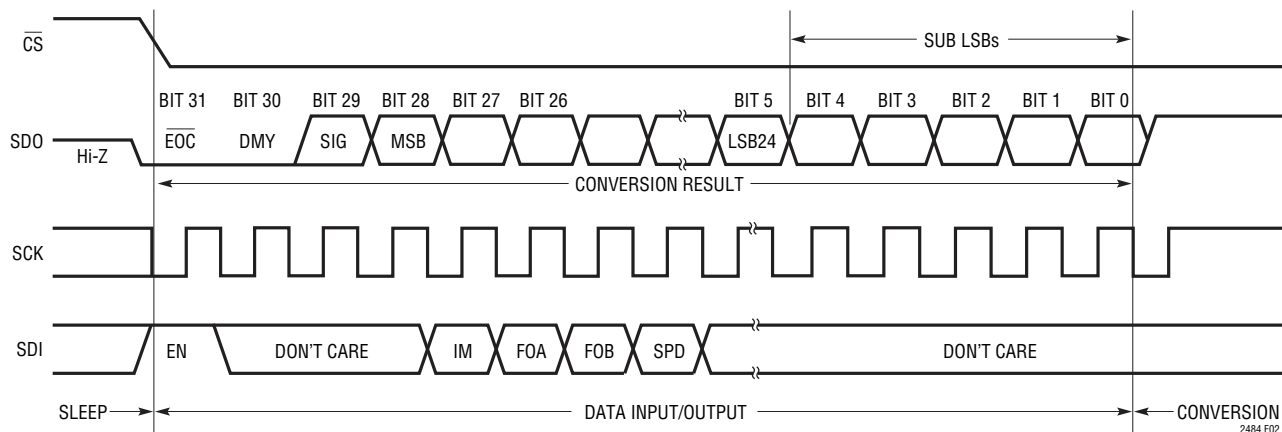 CS
SUB LSBs
BIT 31 BIT 30 BIT 29 BIT 28 BIT 27 BIT 26 BIT 5 BIT 4 BIT 3 BIT 2 BIT 1 BIT 0
SDO Hi-Z EOC DMY SIG MSB LSB24
CONVERSION RESULT
SCK
SDI EN DON'T CARE IM FOA FOB SPD DON'T CARE
SLEEP DATA INPUT/OUTPUT CONVERSION
2484 F02